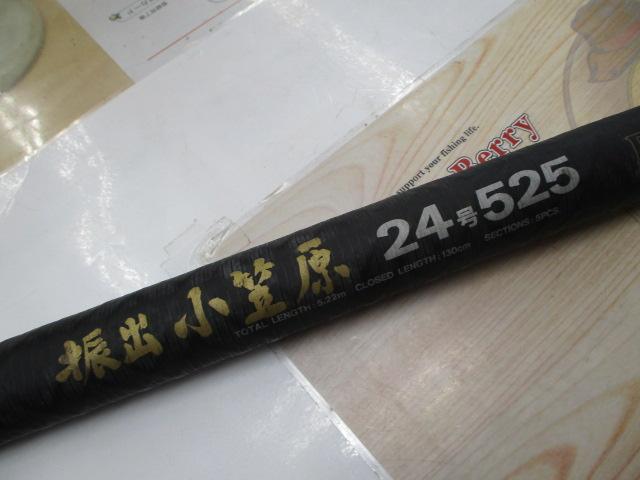 support your fishing life.
Berry
振出 小笠原 24号525
TOTAL LENGTH : 5.22m CLOSED LENGTH : 130cm SECTIONS : 5PCS